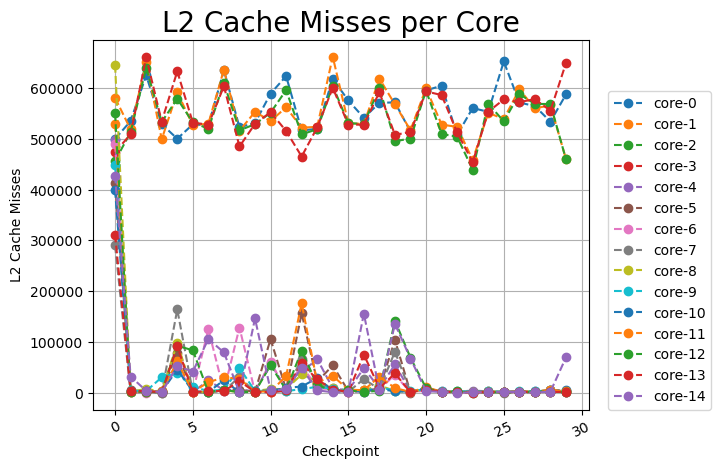 L2 Cache Misses per Core
L2 Cache Misses
600000
500000
400000
300000
200000
100000
0
0
5
10
15
20
25
30
Checkpoint
core-0
core-1
core-2
core-3
core-4
core-5
core-6
core-7
core-8
core-9
core-10
core-11
core-12
core-13
core-14